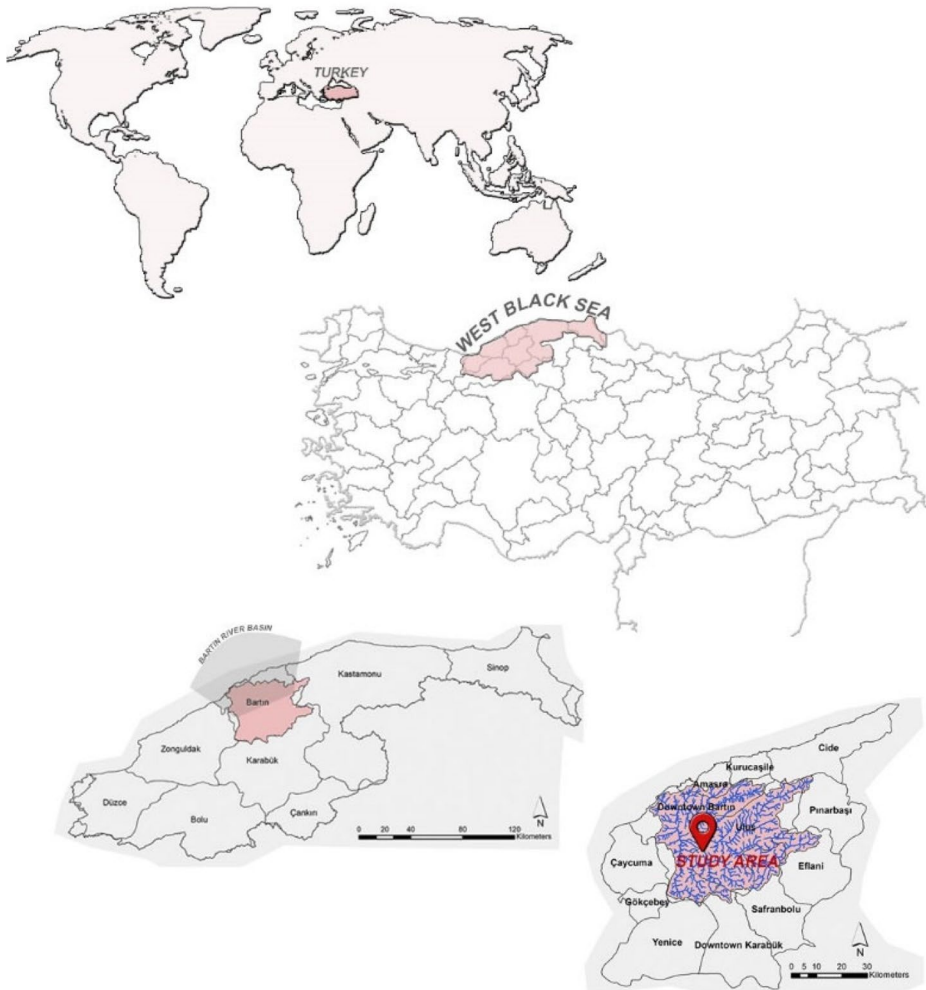 TURKEY
WEST BLACK SEA
BARTIN RIVER BASIN
Kastamonu
Sinop
Bartın
Zonguldak
Karabük
Düzce
Bolu
Çankırı
N
0 20 40 80 120
Kilometers
Cide
Kurucaşile
Amasra
Downtown Bartın
Pınarbaşı
Ulus
STUDY AREA
Çaycuma
Eflani
Gökçebey
Safranbolu
Yenice
Downtown Karabük
N
0 5 10 20 30
Kilometers